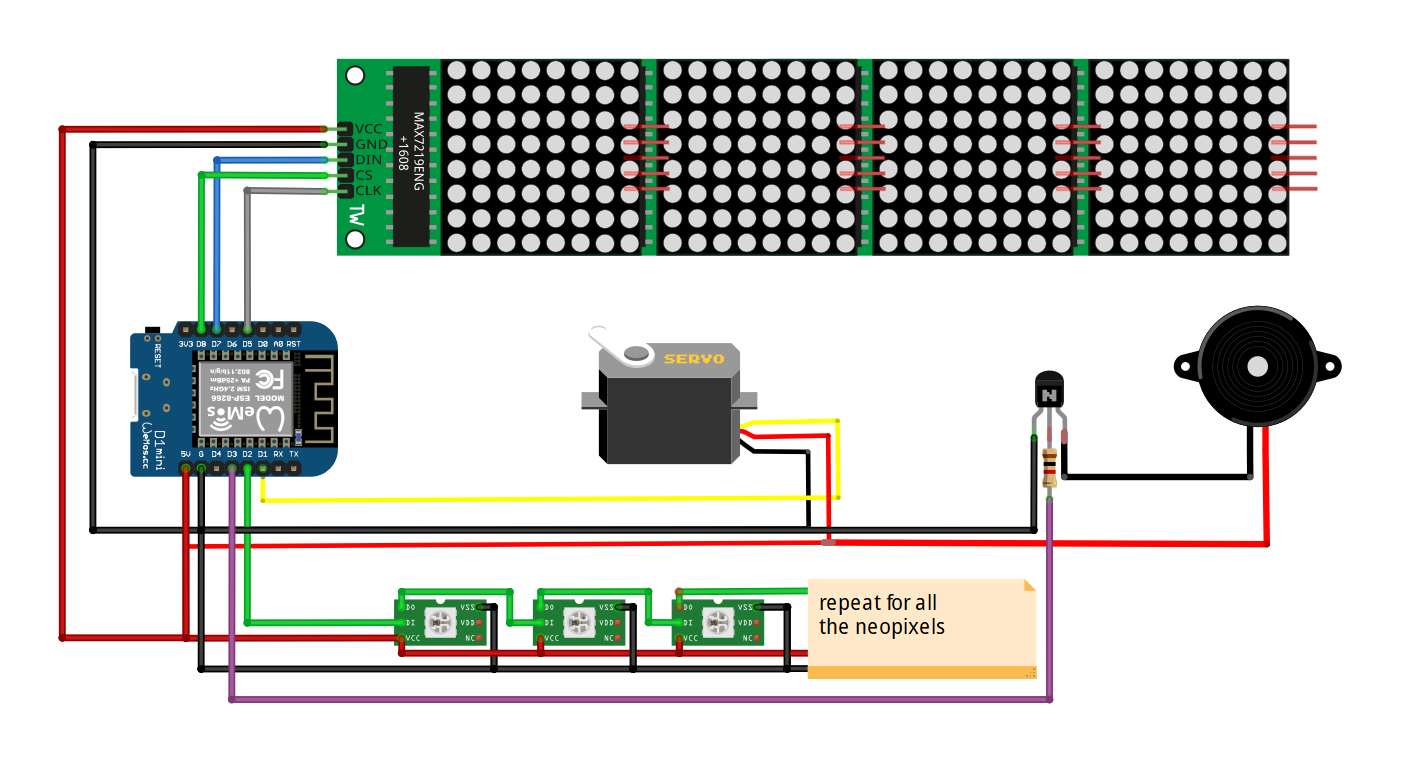 VCC
GND
DIN
CS
CLK
MAX7219ENG
+1608
TW
3V3 D8 D7 D6 D5 D0 A0 RST
RESET
802.11b/g/n
PA +25dBm
ISM 2.4GHz
MODEL ESP-8266
FC
WeMos
D1mini
WeMos.cc
5V G D4 D3 D2 D1 RX TX
SERVO
N
DO VSS
DI VDD
VCC NC
DO VSS
DI VDD
VCC NC
DO VSS
DI VDD
VCC NC
repeat for all
the neopixels